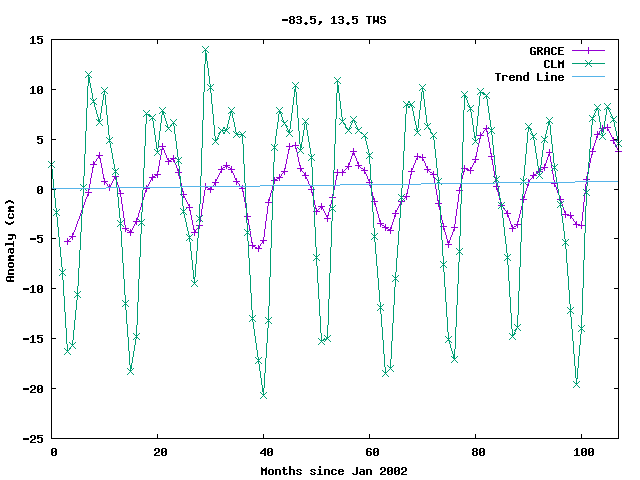 -83.5, 13.5 TWS
GRACE
CLM
Trend Line
15
10
5
0
-5
-10
-15
-20
-25
Anomaly (cm)
0 20 40 60 80 100
Months since Jan 2002